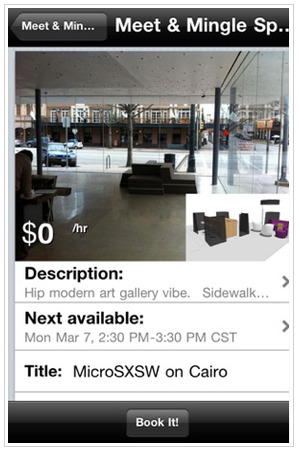 Meet & Min...
Meet & Mingle Sp...
$0 /hr
Description:
Hip modern art gallery vibe. Sidewalk...
Next available:
Mon Mar 7, 2:30 PM-3:30 PM CST
Title: MicroSXSW on Cairo
Book It!